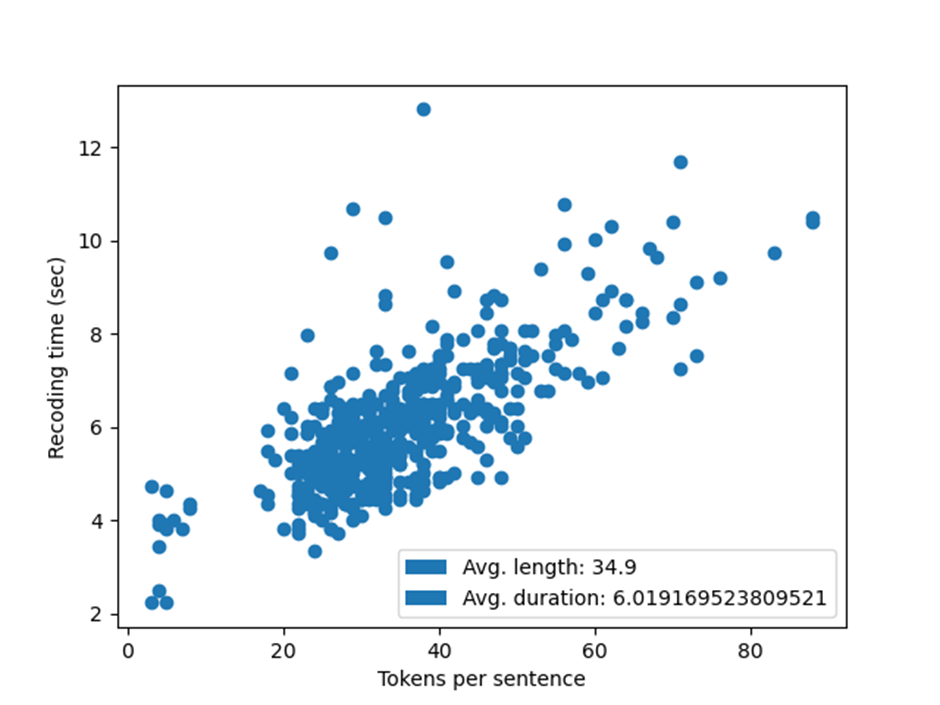 12
10
8
6
4
2
Recoding time (sec)
Avg. length: 34.9
Avg. duration: 6.019169523809521
0 20 40 60 80
Tokens per sentence